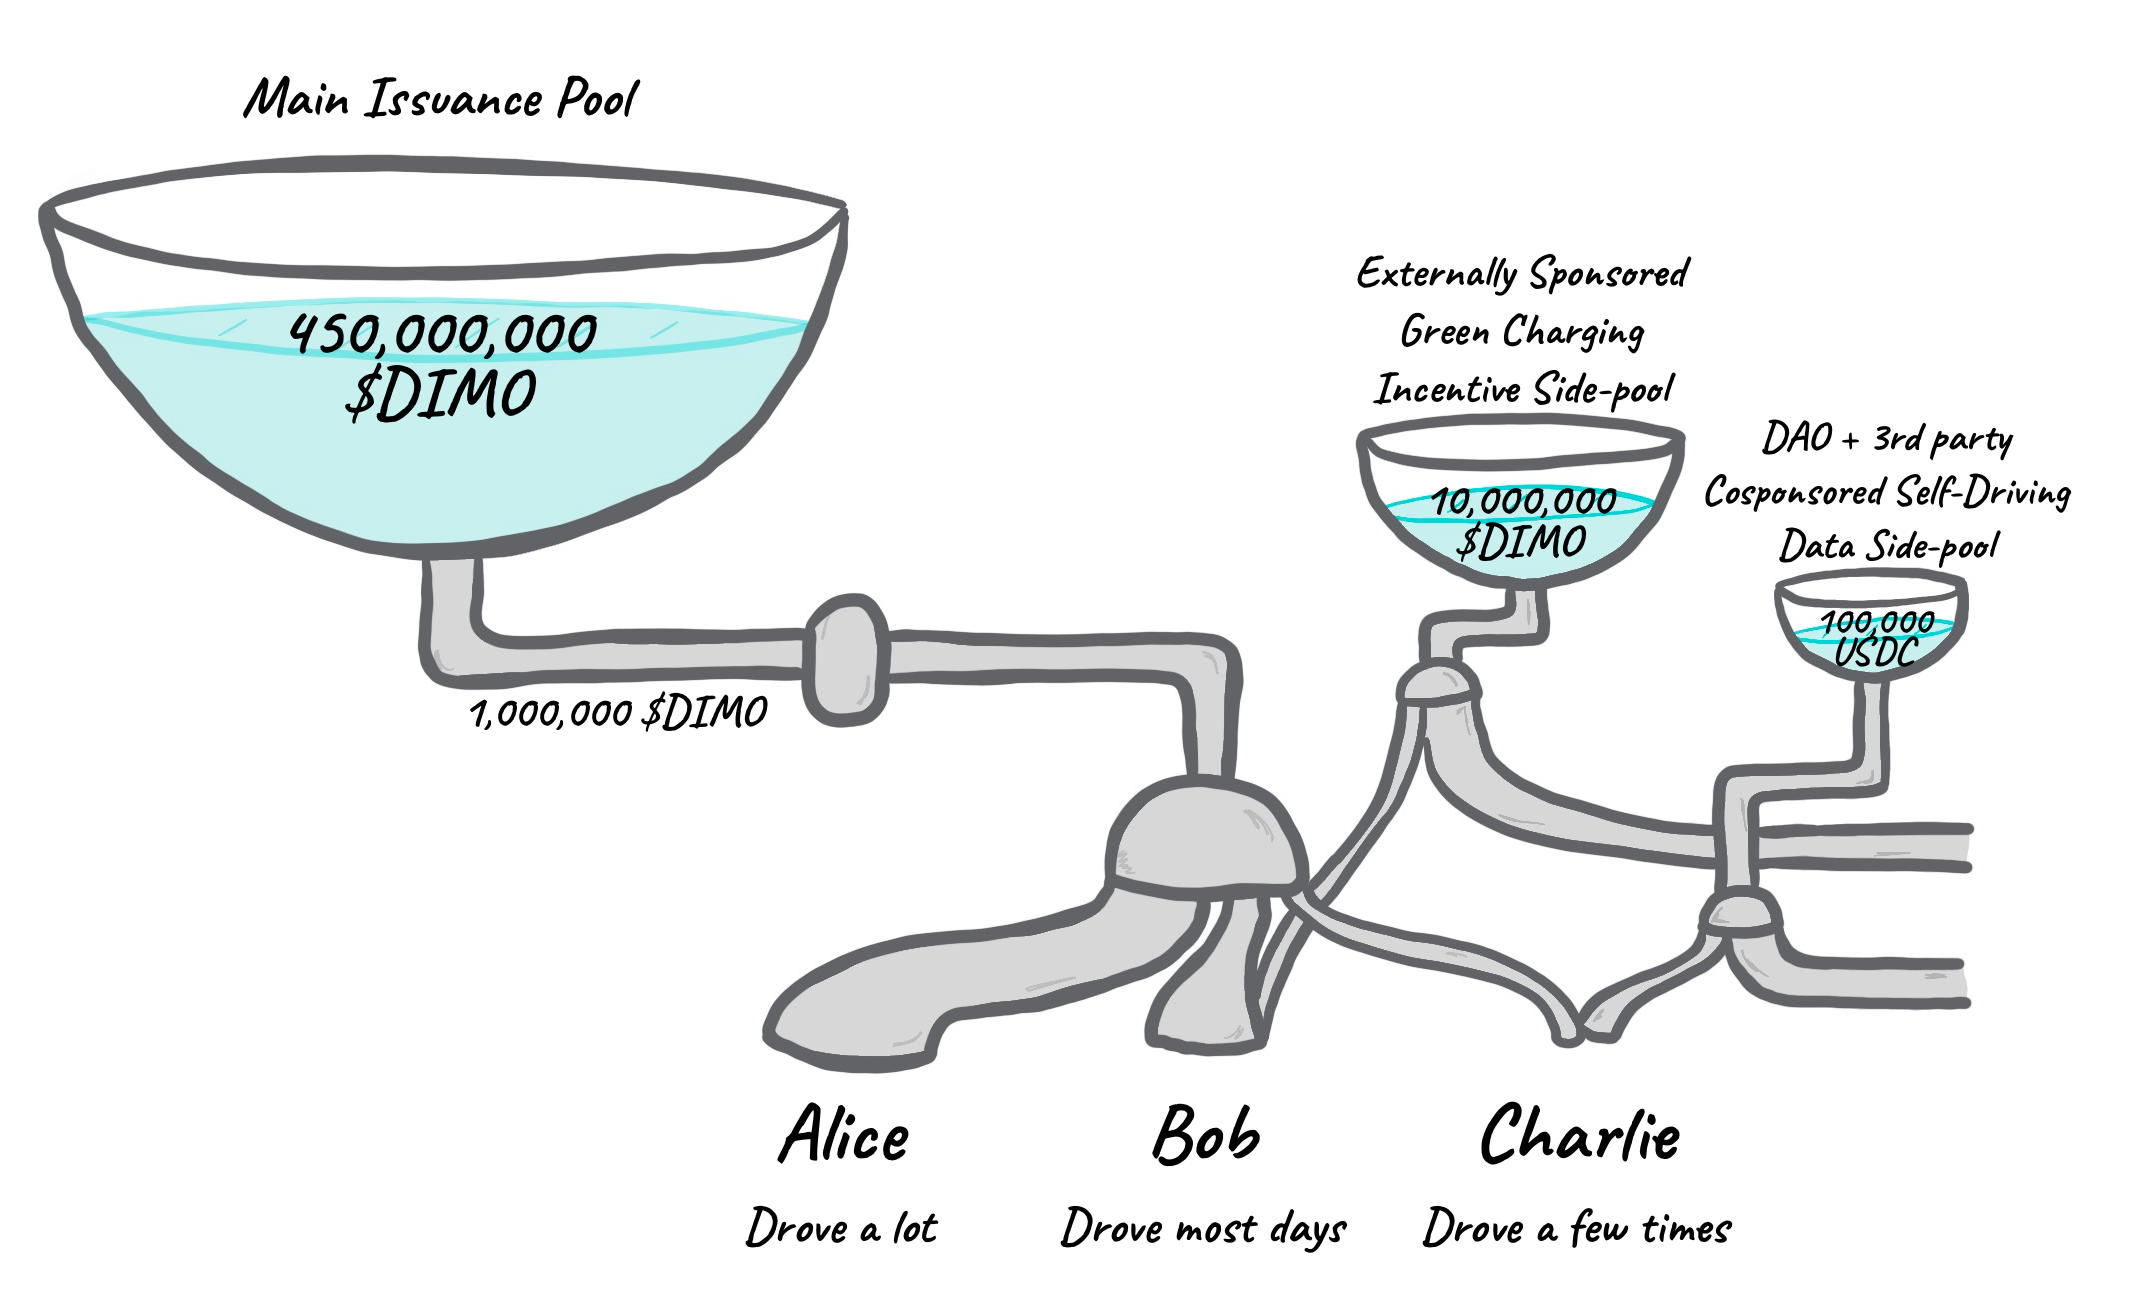 Main Issuance Pool
450,000,000
$DIMO
1,000,000 $DIMO
Externally Sponsored
Green Charging
Incentive Side-pool
10,000,000
$DIMO
DAO + 3rd party
Cosponsored Self-Driving
Data Side-pool
100,000
USDC
Alice
Drove a lot
Bob
Drove most days
Charlie
Drove a few times